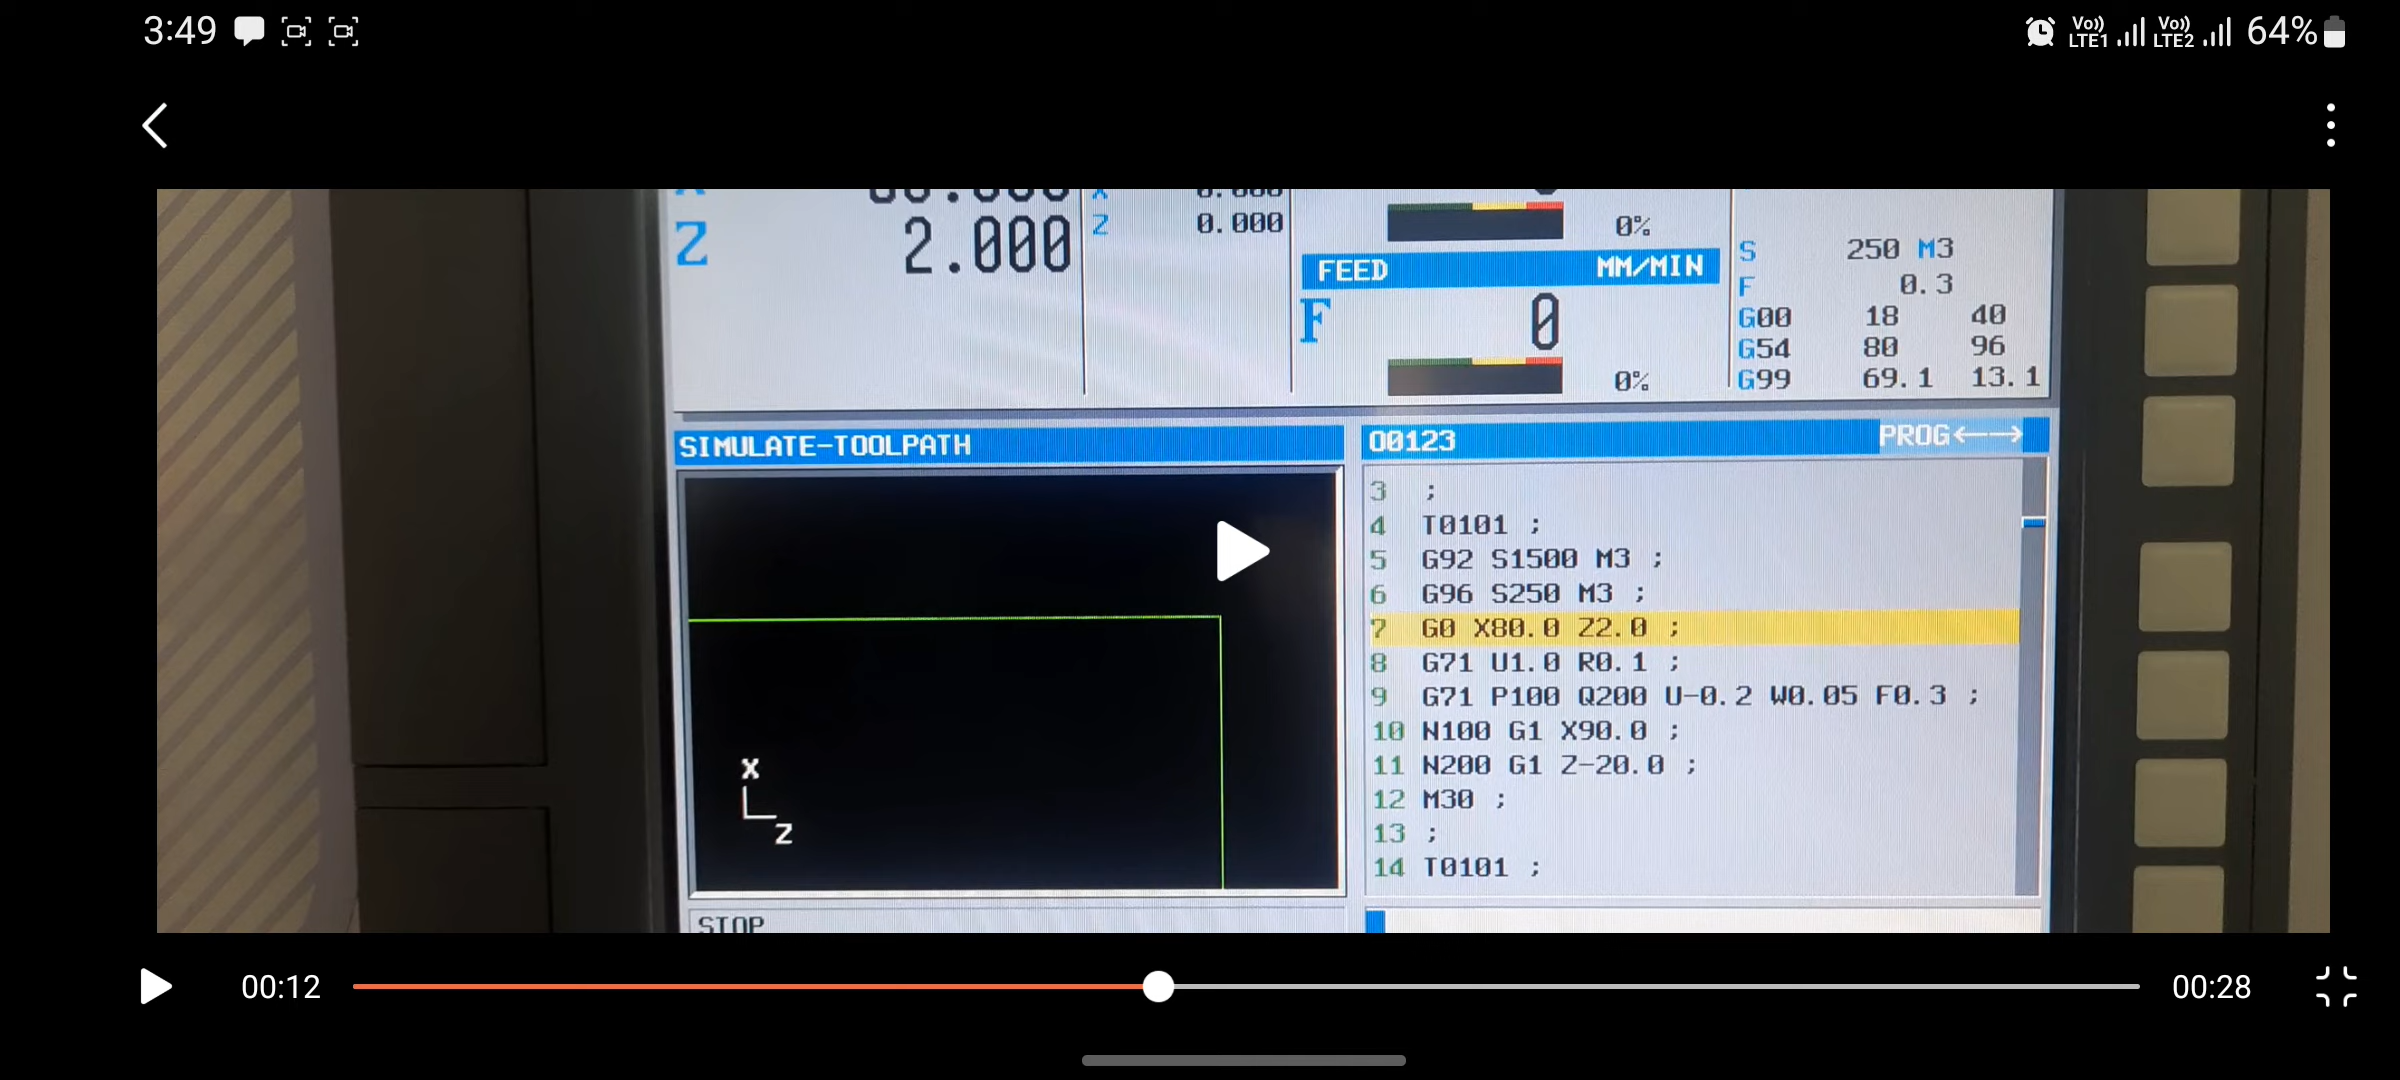 3:49 Vo)) LTE1 Vo)) LTE2 64%
Z 2.000
Z 0.000
0%
FEED MM/MIN
F 0
0%
S 250 M3
F 0.3
G00 18 40
G54 80 96
G99 69.1 13.1
SIMULATE-TOOLPATH
X
Z
STOP
O0123 PROG←→
3 ;
4 T0101 ;
5 G92 S1500 M3 ;
6 G96 S250 M3 ;
7 G0 X80.0 Z2.0 ;
8 G71 U1.0 R0.1 ;
9 G71 P100 Q200 U-0.2 W0.05 F0.3 ;
10 N100 G1 X90.0 ;
11 N200 G1 Z-20.0 ;
12 M30 ;
13 ;
14 T0101 ;
00:12 00:28